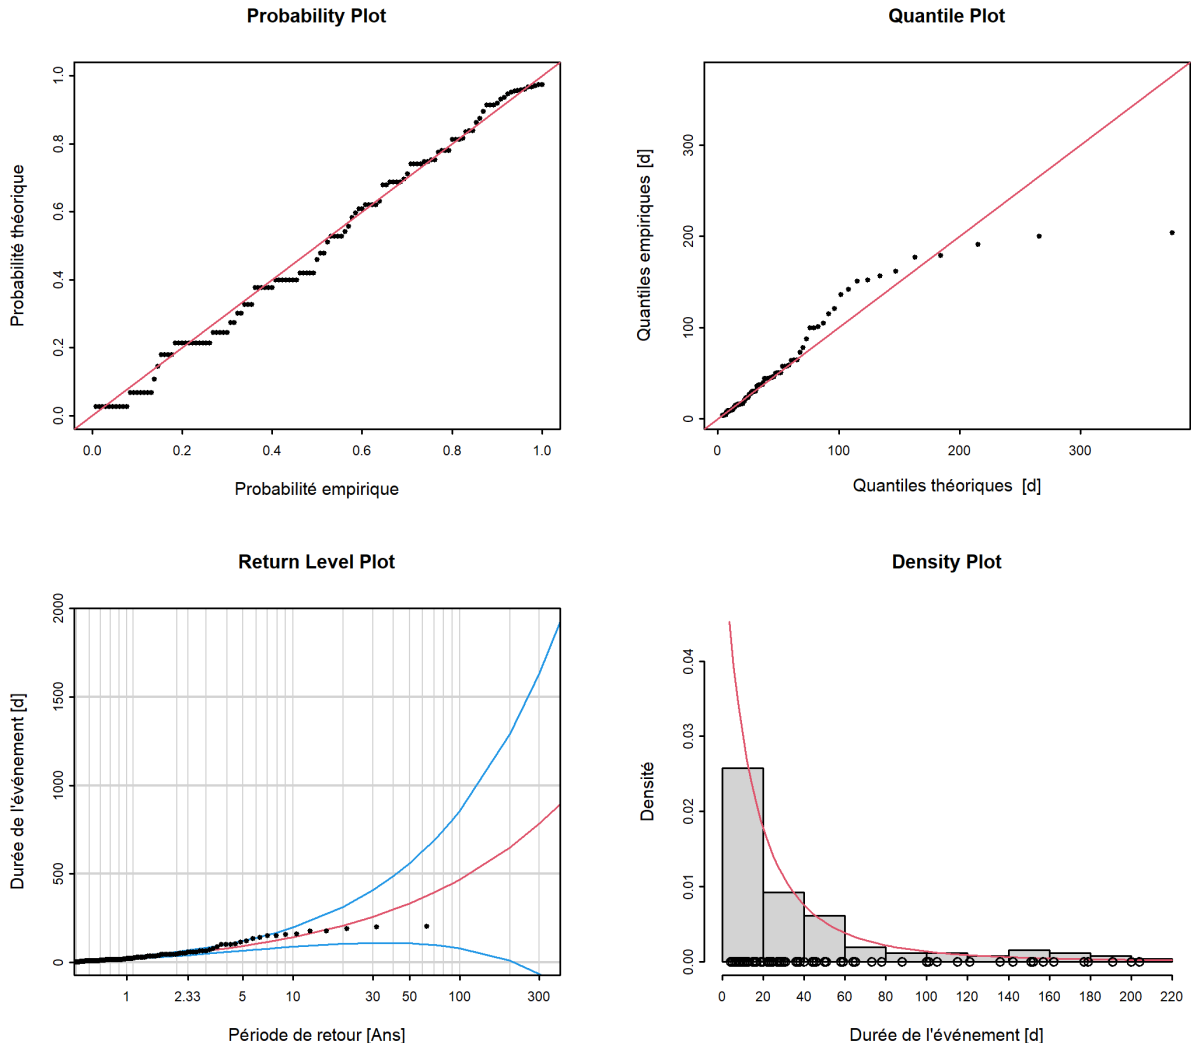 Probability Plot
Probabilité théorique
0.0 0.2 0.4 0.6 0.8 1.0
0.0 0.2 0.4 0.6 0.8 1.0
Probabilité empirique
Quantile Plot
Quantiles empiriques [d]
0 100 200 300
0 100 200 300
Quantiles théoriques [d]
Return Level Plot
Durée de l'événement [d]
0 500 1000 1500 2000
1 2.33 5 10 30 50 100 300
Période de retour [Ans]
Density Plot
Densité
0.00 0.01 0.02 0.03 0.04
0 20 40 60 80 100 120 140 160 180 200 220
Durée de l'événement [d]